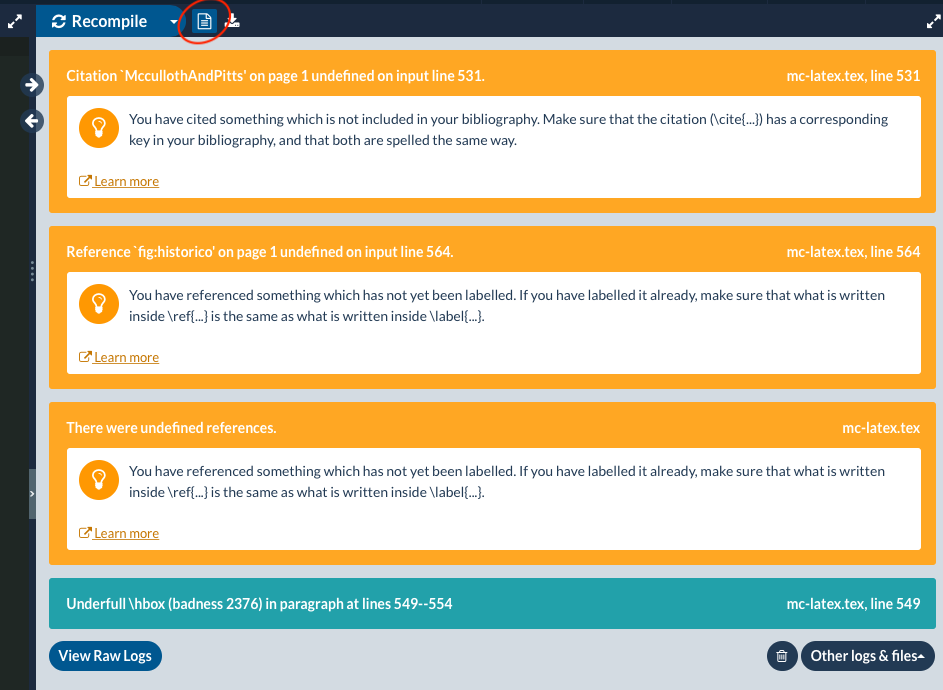 Recompile
Citation `MccullothAndPitts' on page 1 undefined on input line 531.
mc-latex.tex, line 531
You have cited something which is not included in your bibliography. Make sure that the citation (\cite{...}) has a corresponding
key in your bibliography, and that both are spelled the same way.
Learn more
Reference `fig:historico' on page 1 undefined on input line 564.
mc-latex.tex, line 564
You have referenced something which has not yet been labelled. If you have labelled it already, make sure that what is written
inside \ref{...} is the same as what is written inside \label{...}.
Learn more
There were undefined references.
mc-latex.tex
You have referenced something which has not yet been labelled. If you have labelled it already, make sure that what is written
inside \ref{...} is the same as what is written inside \label{...}.
Learn more
Underfull \hbox (badness 2376) in paragraph at lines 549--554
mc-latex.tex, line 549
View Raw Logs
Other logs & files